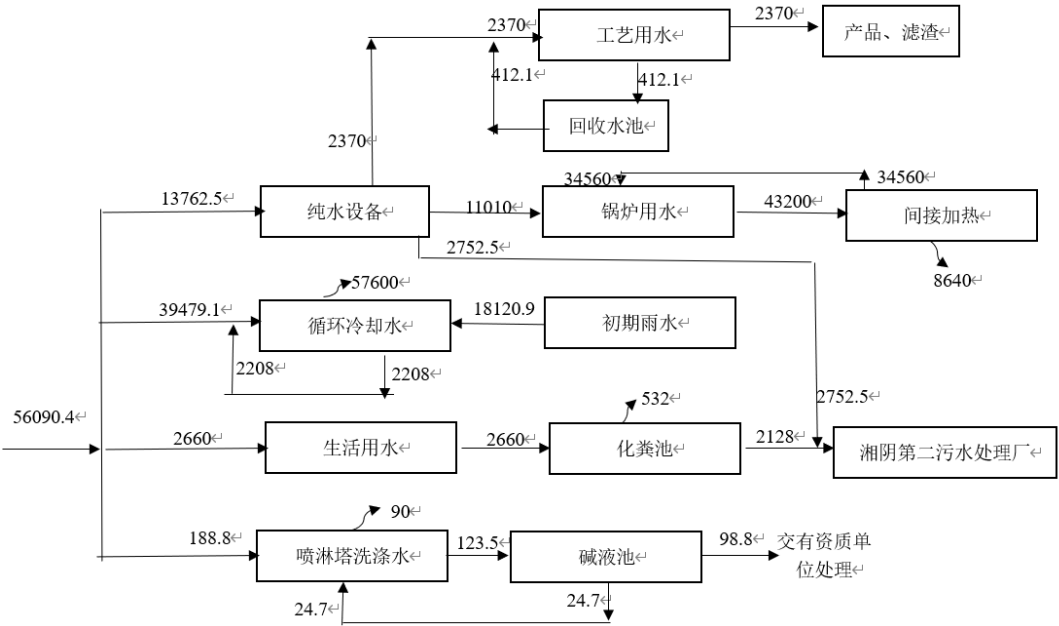 2370↵
2370↵
工艺用水↵
产品、滤渣↵
412.1↵
412.1↵
回收水池↵
2370↵
13762.5↵
纯水设备↵
11010↵
34560↵
锅炉用水↵
43200↵
34560↵
间接加热↵
2752.5↵
8640↵
57600↵
39479.1↵
循环冷却水↵
18120.9↵
初期雨水↵
2208↵
2208↵
2752.5↵
56090.4↵
2660↵
生活用水↵
2660↵
532↵
化粪池↵
2128↵
湘阴第二污水处理厂↵
188.8↵
90↵
喷淋塔洗涤水↵
123.5↵
碱液池↵
98.8↵
交有资质单
位处理↵
24.7↵
24.7↵